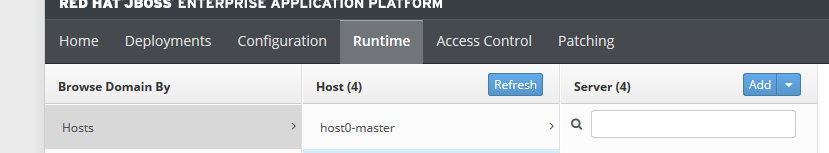 RED HAT JBOSS ENTERPRISE APPLICATION PLATFORM
Home Deployments Configuration Runtime Access Control Patching
Browse Domain By Host (4) Refresh Server (4) Add
Hosts host0-master